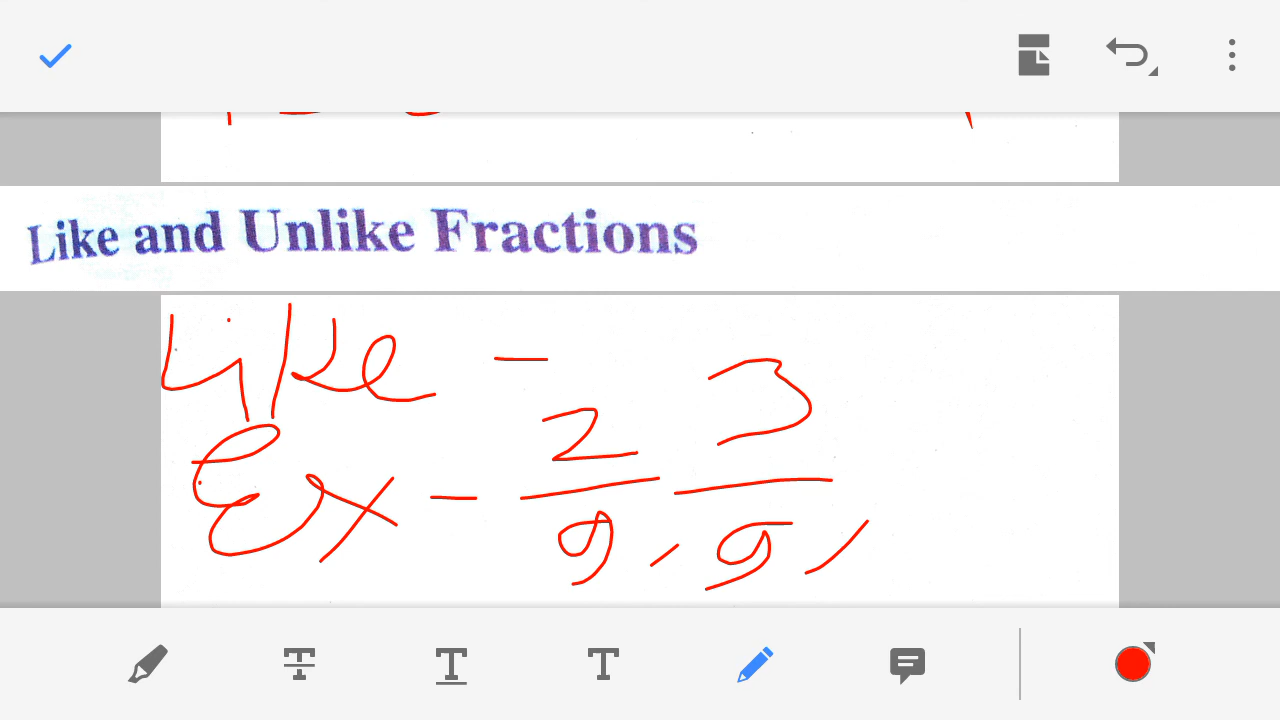 Like and Unlike Fractions
Like -
Ex - 2/9, 3/9,